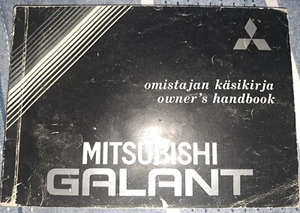 omistajan käsikirja
owner's handbook
MITSUBISHI
GALANT